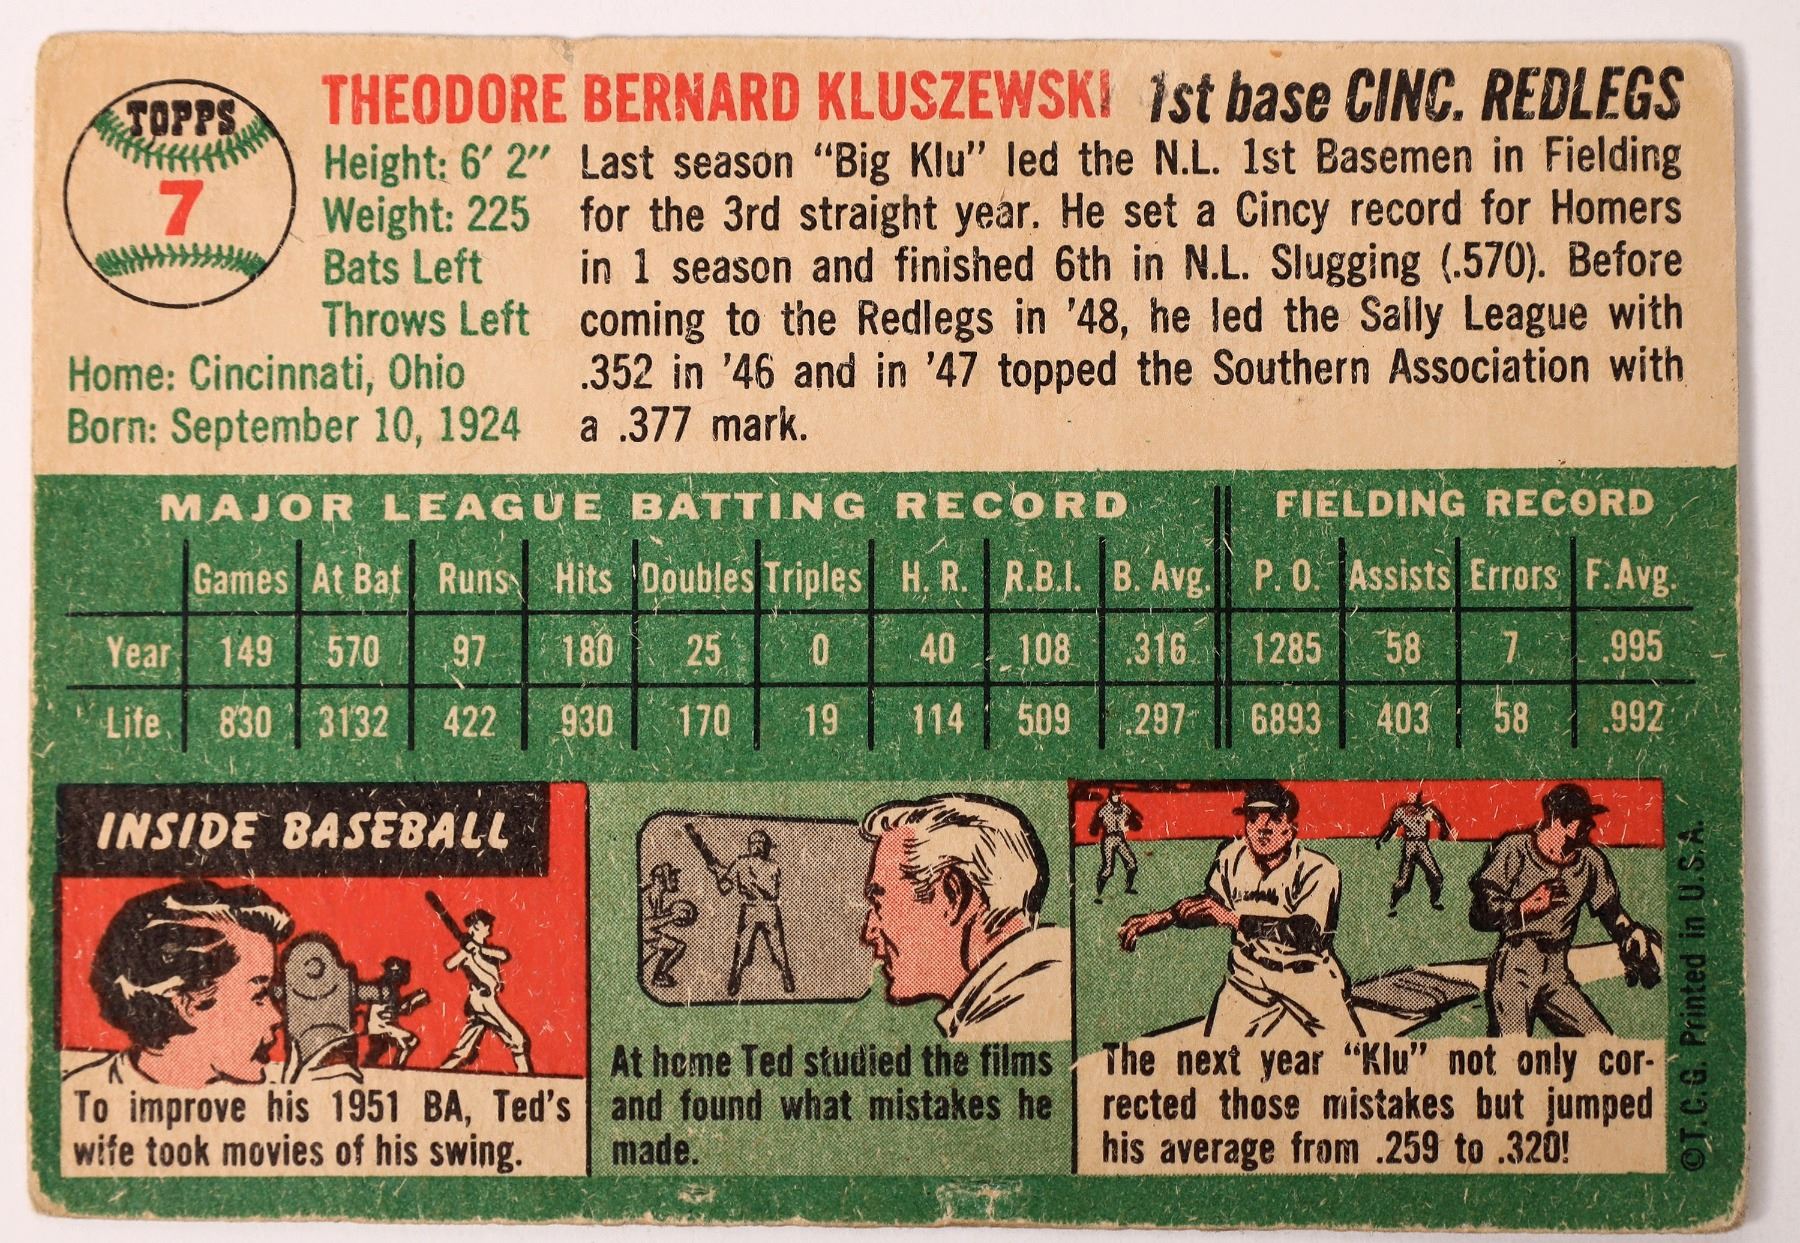 TOPPS
7
THEODORE BERNARD KLUSZEWSKI 1st base CINC. REDLEGS
Height: 6′ 2″
Weight: 225
Bats Left
Throws Left
Home: Cincinnati, Ohio
Born: September 10, 1924
Last season “Big Klu” led the N.L. 1st Basemen in Fielding
for the 3rd straight year. He set a Cincy record for Homers
in 1 season and finished 6th in N.L. Slugging (.570). Before
coming to the Redlegs in ’48, he led the Sally League with
.352 in ’46 and in ’47 topped the Southern Association with
a .377 mark.
MAJOR LEAGUE BATTING RECORD FIELDING RECORD
Games At Bat Runs Hits Doubles Triples H. R. R.B.I. B. Avg. P. O. Assists Errors F. Avg.
Year 149 570 97 180 25 0 40 108 .316 1285 58 7 .995
Life 830 3132 422 930 170 19 114 509 .297 6893 403 58 .992
INSIDE BASEBALL
To improve his 1951 BA, Ted’s
wife took movies of his swing.
At home Ted studied the films
and found what mistakes he
made.
The next year “Klu” not only cor-
rected those mistakes but jumped
his average from .259 to .320!
©T.C.G. Printed in U.S.A.